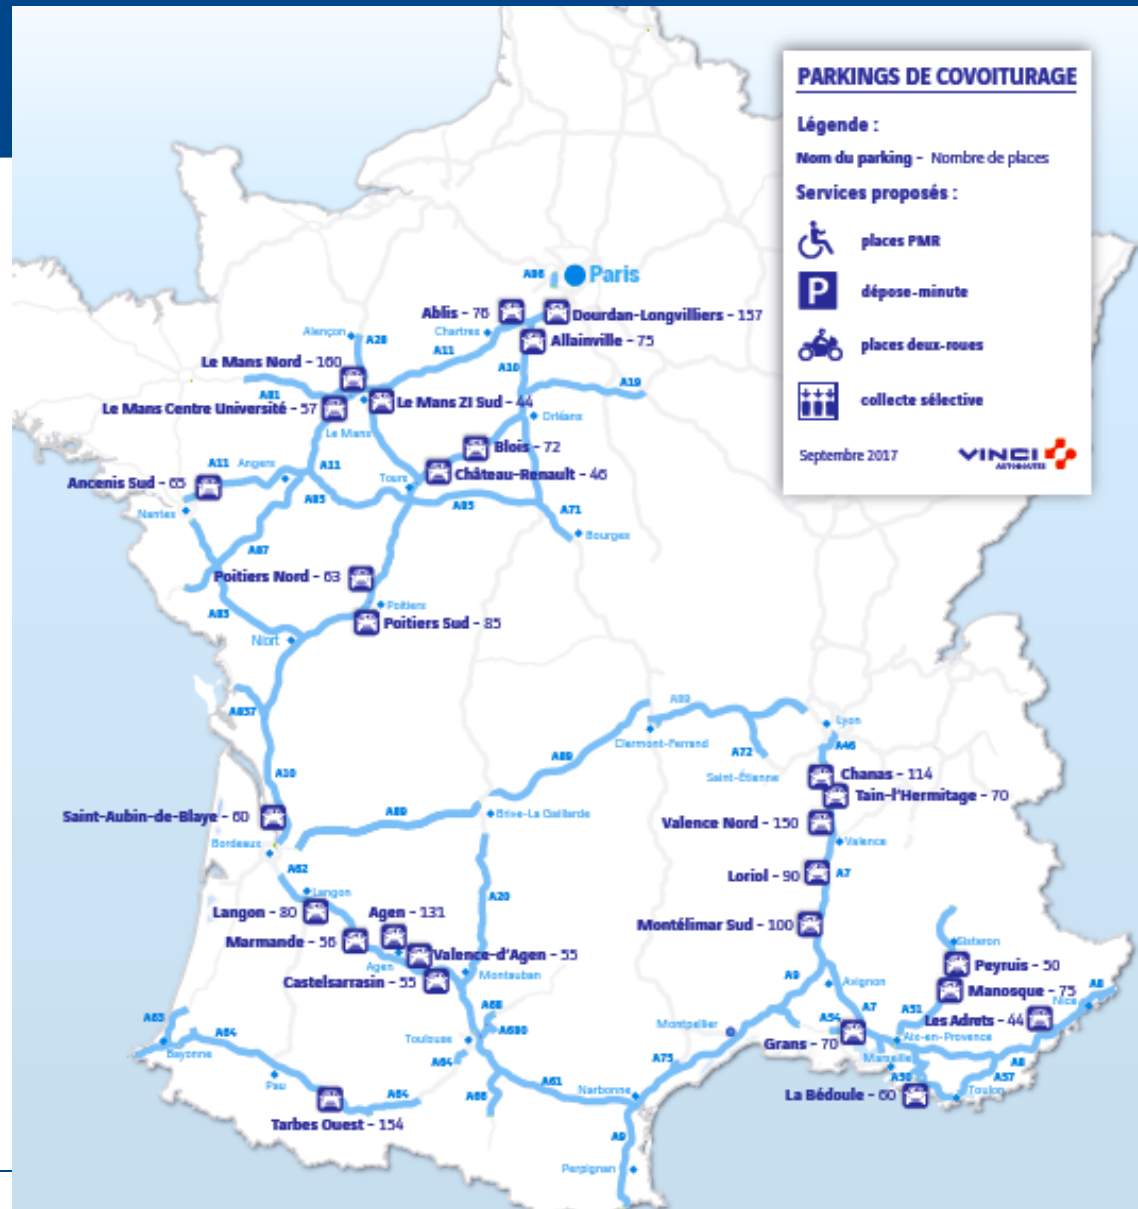 PARKINGS DE COVOITURAGE
Légende :
Nom du parking - Nombre de places
Services proposés :
places PMR
P
dépose-minute
places deux-roues
collecte sélective
Septembre 2017
VINCI
AUTOROUTES
A86
Paris
Ablis - 76
Dourdan-Longvilliers - 157
Alençon
A28
Chartres
Allainville - 75
A11
Le Mans Nord - 160
A10
A19
A81
Le Mans Centre Université - 57
Le Mans ZI Sud - 44
Orléans
Le Mans
Blois - 72
A11
Angers
A11
Château-Renault - 46
Ancenis Sud - 65
Tours
Nantes
A85
A85
A71
Bourges
A87
Poitiers Nord - 63
Poitiers
A83
Poitiers Sud - 85
Niort
A837
A89
Lyon
Clermont-Ferrand
A72
A46
A10
A89
Saint-Étienne
Chanas - 114
Tain-l'Hermitage - 70
Saint-Aubin-de-Blaye - 60
A89
Brive-La Gaillarde
Valence Nord - 150
Bordeaux
Valence
A62
Loriol - 90
A7
Langon
A20
Langon - 80
Agen - 131
Montélimar Sud - 100
Marmande - 56
Valence-d'Agen - 55
Sisteron
Agen
Peyruis - 50
Castelsarrasin - 55
Montauban
A9
Avignon
Manosque - 75
A8
Nice
A63
A68
A7
A51
A64
A680
A54
Les Adrets - 44
Montpellier
Toulouse
Grans - 70
Aix-en-Provence
Bayonne
A64
A75
Marseille
A8
Pau
A61
A50
A57
A64
A66
Narbonne
La Bédoule - 60
Toulon
Tarbes Ouest - 154
A9
Perpignan